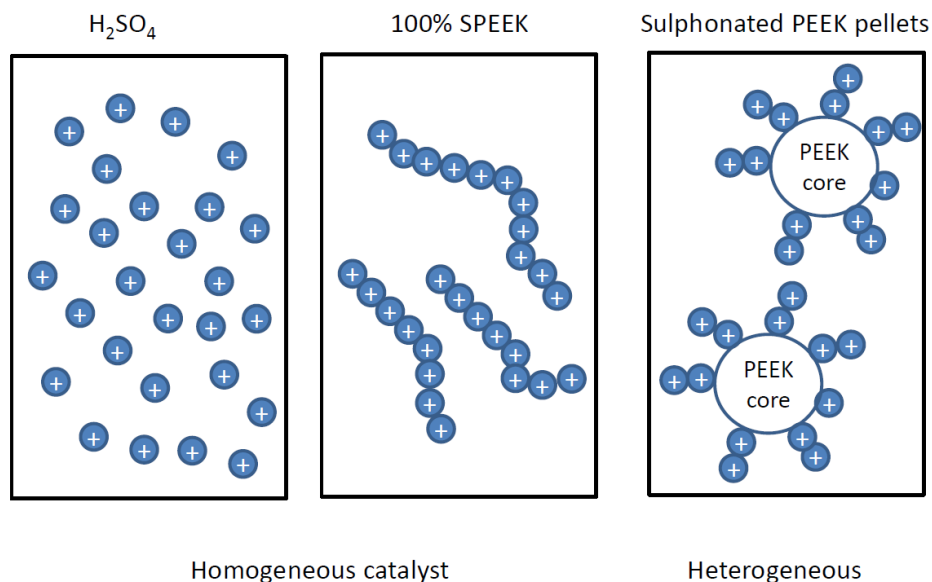 H₂SO₄
100% SPEEK
Sulphonated PEEK pellets
PEEK
core
PEEK
core
Homogeneous catalyst
Heterogeneous